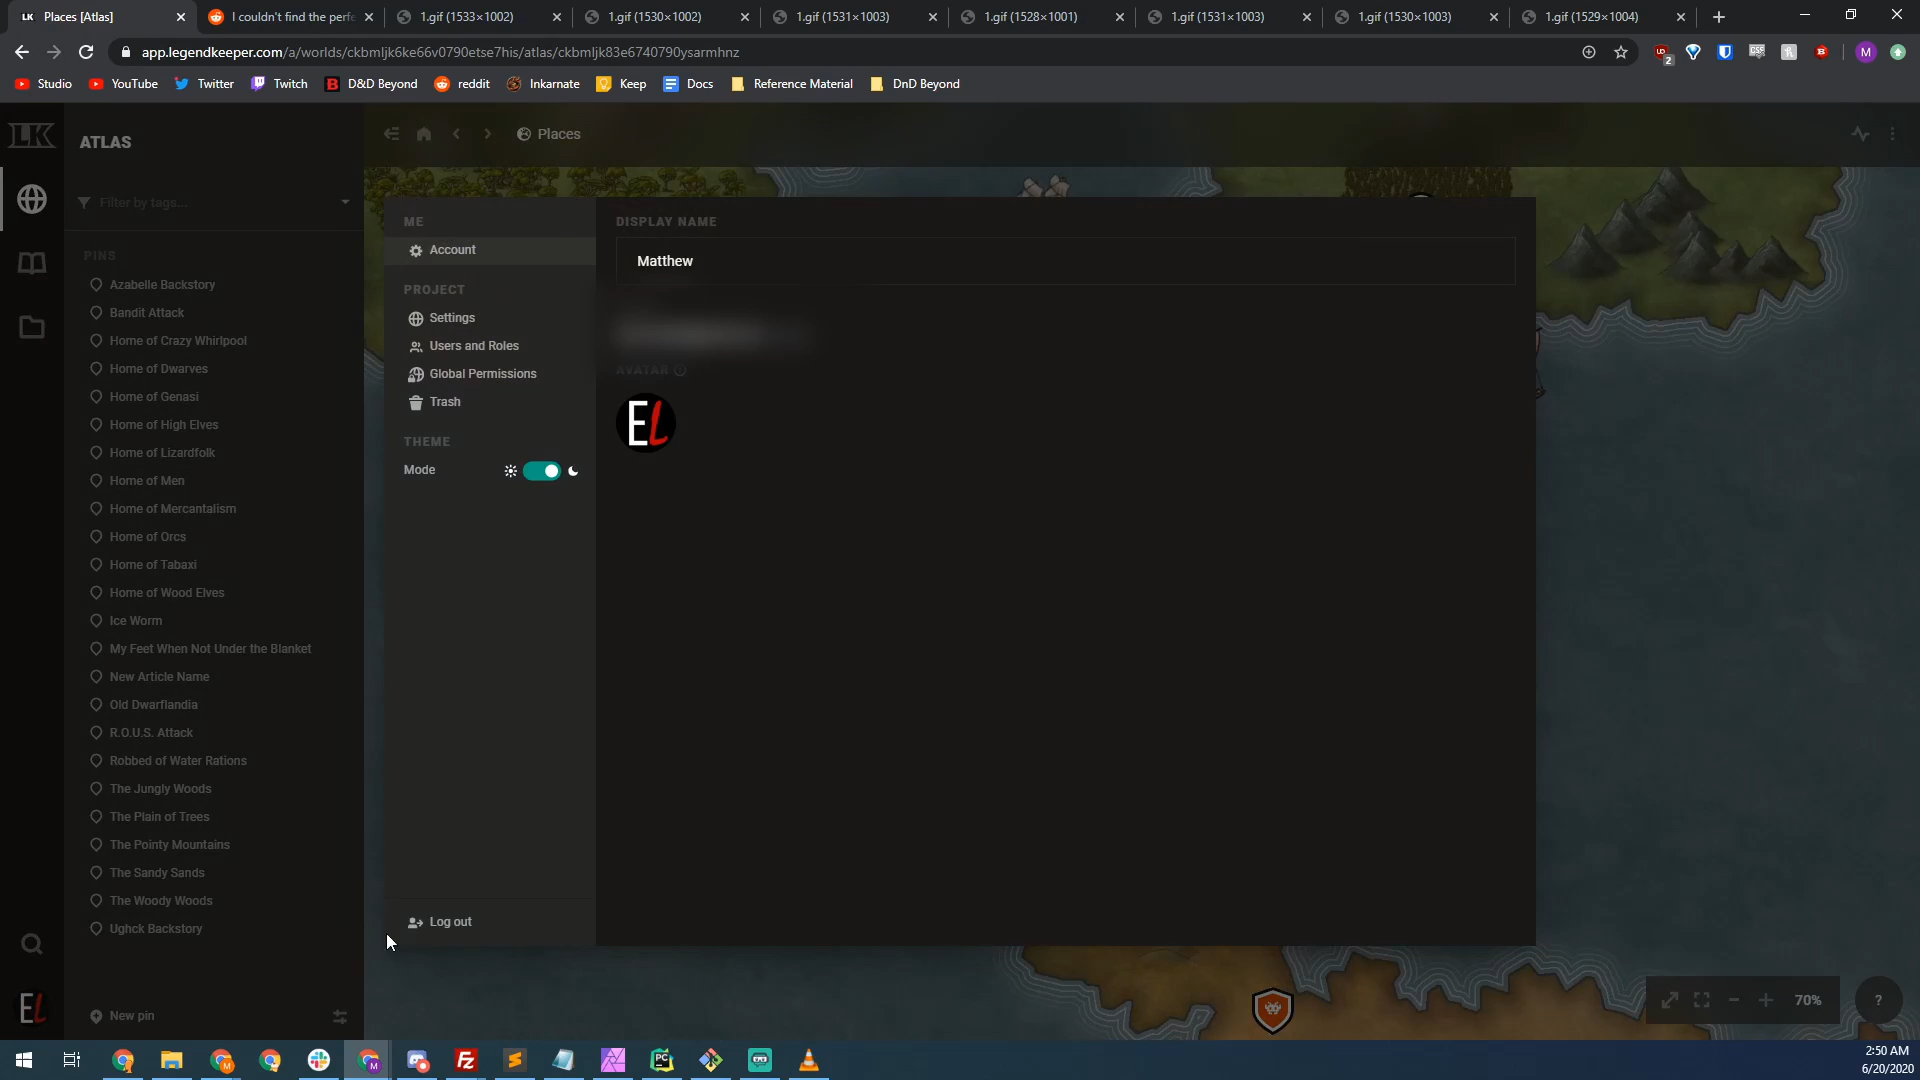 LK Places [Atlas]
I couldn't find the perfe
1.gif (1533×1002)
1.gif (1530×1002)
1.gif (1531×1003)
1.gif (1528×1001)
1.gif (1531×1003)
1.gif (1530×1003)
1.gif (1529×1004)
app.legendkeeper.com/a/worlds/ckbmljk6ke66v0790etse7his/atlas/ckbmljk83e6740790ysarmhnz
2
M
Studio
YouTube
Twitter
Twitch
D&D Beyond
reddit
Inkarnate
Keep
Docs
Reference Material
DnD Beyond
LK
ATLAS
Places
Filter by tags...
PINS
Azabelle Backstory
Bandit Attack
Home of Crazy Whirlpool
Home of Dwarves
Home of Genasi
Home of High Elves
Home of Lizardfolk
Home of Men
Home of Mercantalism
Home of Orcs
Home of Tabaxi
Home of Wood Elves
Ice Worm
My Feet When Not Under the Blanket
New Article Name
Old Dwarflandia
R.O.U.S. Attack
Robbed of Water Rations
The Jungly Woods
The Plain of Trees
The Pointy Mountains
The Sandy Sands
The Woody Woods
Ughck Backstory
New pin
EL
ME
Account
PROJECT
Settings
Users and Roles
Global Permissions
Trash
THEME
Mode
Log out
DISPLAY NAME
Matthew
AVATAR
EL
70%
?
2:50 AM
6/20/2020